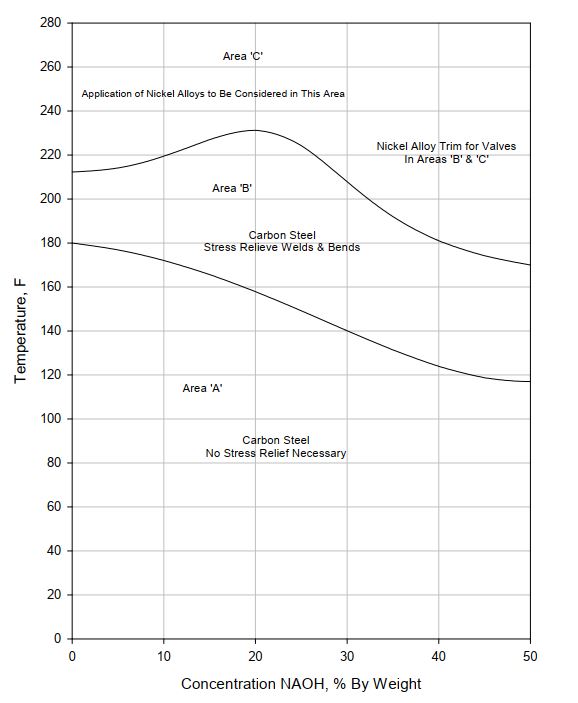 280
260
240
220
200
180
160
140
120
100
80
60
40
20
0
Temperature, F
Area 'C'
Application of Nickel Alloys to Be Considered in This Area
Nickel Alloy Trim for Valves
In Areas 'B' & 'C'
Area 'B'
Carbon Steel
Stress Relieve Welds & Bends
Area 'A'
Carbon Steel
No Stress Relief Necessary
0 10 20 30 40 50
Concentration NAOH, % By Weight